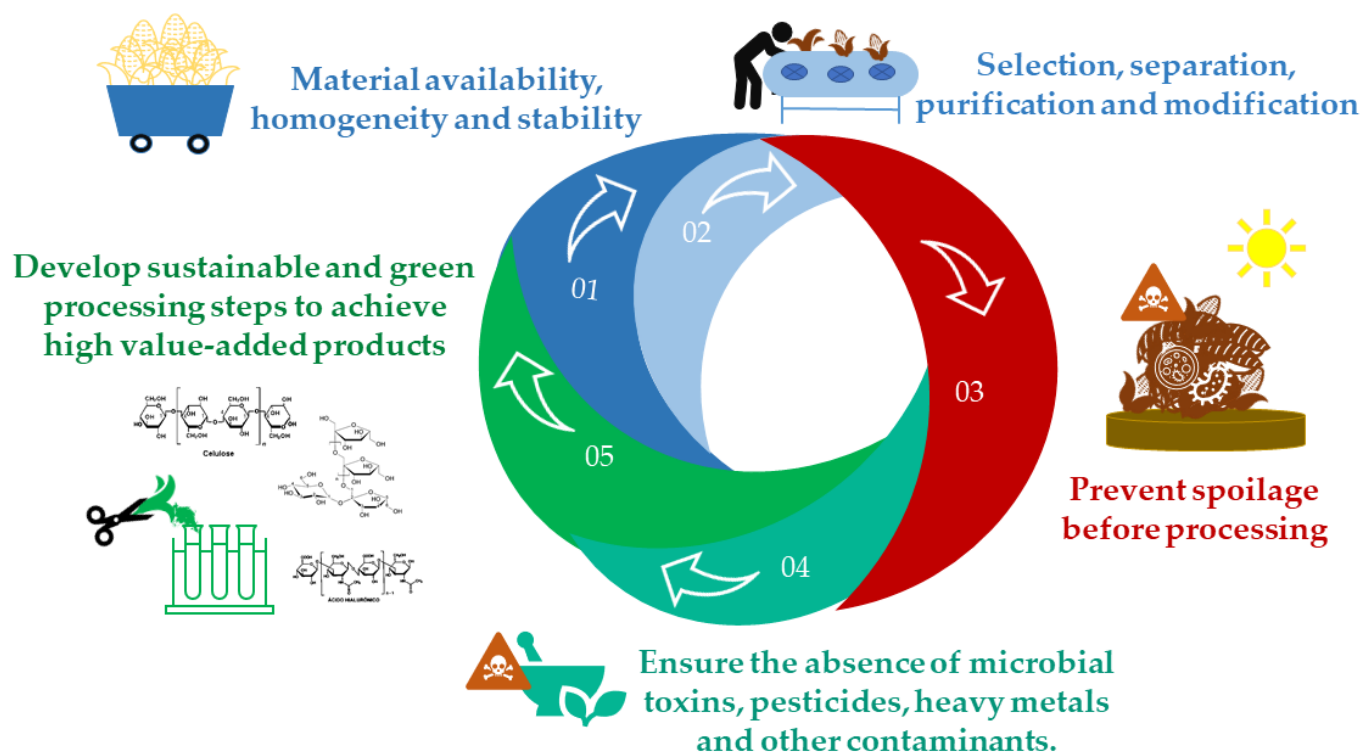 Material availability,
homogeneity and stability
Selection, separation,
purification and modification
01
02
03
04
05
Develop sustainable and green
processing steps to achieve
high value-added products
Prevent spoilage
before processing
Celulose
ÁCIDO HIALURÔNICO
Ensure the absence of microbial
toxins, pesticides, heavy metals
and other contaminants.